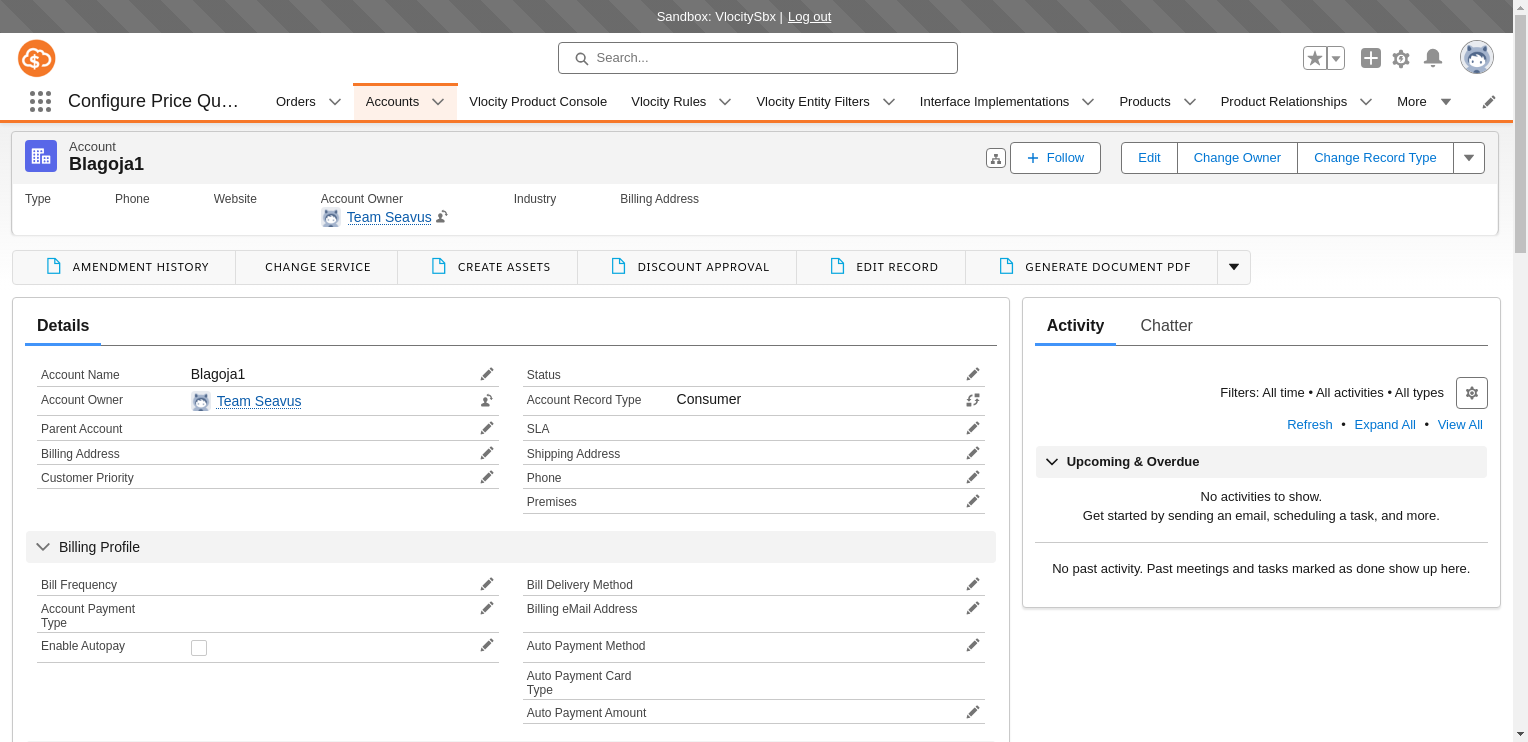 Sandbox: VlocitySbx | Log out
Search...
Configure Price Qu...
Orders
Accounts
Vlocity Product Console
Vlocity Rules
Vlocity Entity Filters
Interface Implementations
Products
Product Relationships
More
Account
Blagoja1
Follow
Edit
Change Owner
Change Record Type
Type
Phone
Website
Account Owner
Industry
Billing Address
Team Seavus
AMENDMENT HISTORY
CHANGE SERVICE
CREATE ASSETS
DISCOUNT APPROVAL
EDIT RECORD
GENERATE DOCUMENT PDF
Details
Account Name
Blagoja1
Status
Account Owner
Team Seavus
Account Record Type
Consumer
Parent Account
SLA
Billing Address
Shipping Address
Customer Priority
Phone
Premises
Billing Profile
Bill Frequency
Bill Delivery Method
Account Payment
Type
Billing eMail Address
Enable Autopay
Auto Payment Method
Auto Payment Card
Type
Auto Payment Amount
Activity
Chatter
Filters: All time • All activities • All types
Refresh • Expand All • View All
Upcoming & Overdue
No activities to show.
Get started by sending an email, scheduling a task, and more.
No past activity. Past meetings and tasks marked as done show up here.